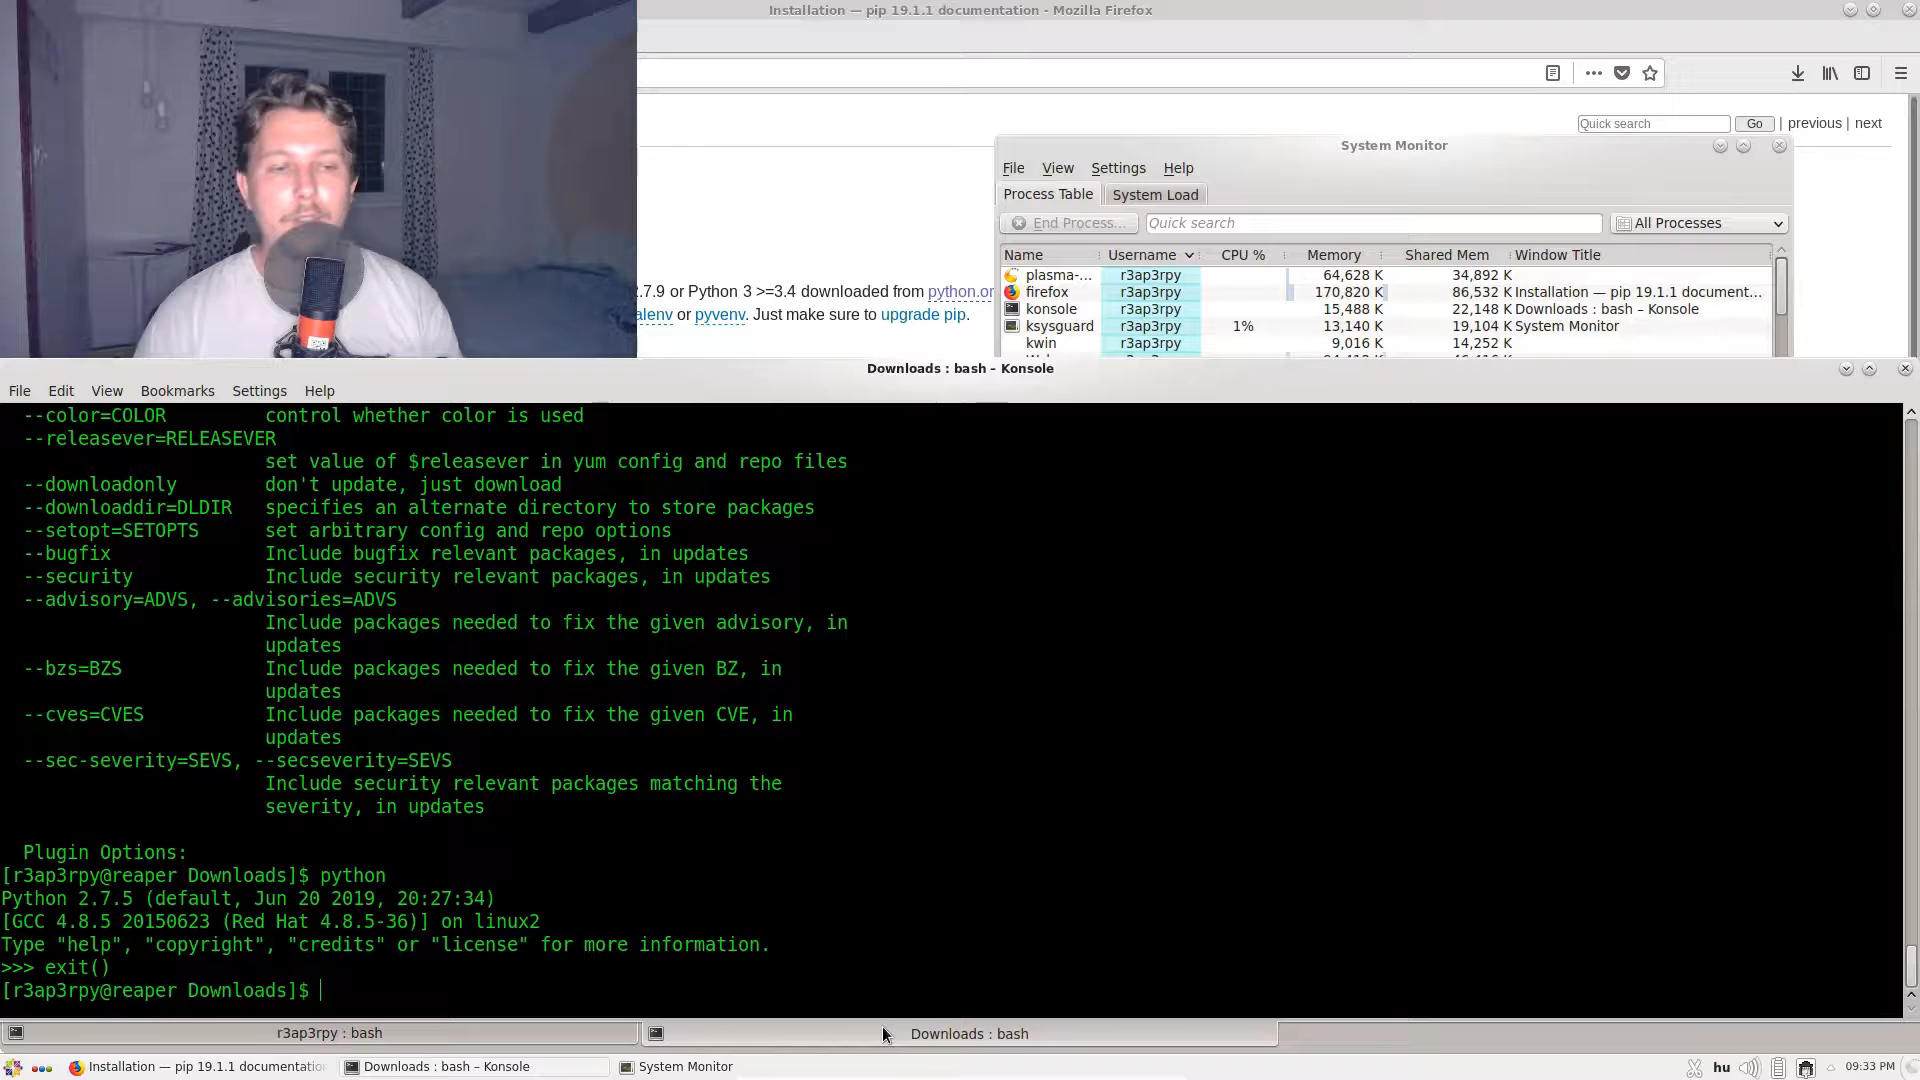 Installation — pip 19.1.1 documentation - Mozilla Firefox
Quick search Go | previous | next
.7.9 or Python 3 >=3.4 downloaded from python.or
alenv or pyvenv. Just make sure to upgrade pip.
System Monitor
File View Settings Help
Process Table System Load
End Process... Quick search All Processes
Name Username CPU % Memory Shared Mem Window Title
plasma-... r3ap3rpy 64,628 K 34,892 K
firefox r3ap3rpy 170,820 K 86,532 K Installation — pip 19.1.1 document...
konsole r3ap3rpy 15,488 K 22,148 K Downloads : bash – Konsole
ksysguard r3ap3rpy 1% 13,140 K 19,104 K System Monitor
kwin r3ap3rpy 9,016 K 14,252 K
Downloads : bash – Konsole
File Edit View Bookmarks Settings Help
--color=COLOR control whether color is used
--releasever=RELEASEVER
set value of $releasever in yum config and repo files
--downloadonly don't update, just download
--downloaddir=DLDIR specifies an alternate directory to store packages
--setopt=SETOPTS set arbitrary config and repo options
--bugfix Include bugfix relevant packages, in updates
--security Include security relevant packages, in updates
--advisory=ADVS, --advisories=ADVS
Include packages needed to fix the given advisory, in
updates
--bzs=BZS Include packages needed to fix the given BZ, in
updates
--cves=CVES Include packages needed to fix the given CVE, in
updates
--sec-severity=SEVS, --secseverity=SEVS
Include security relevant packages matching the
severity, in updates
Plugin Options:
[r3ap3rpy@reaper Downloads]$ python
Python 2.7.5 (default, Jun 20 2019, 20:27:34)
[GCC 4.8.5 20150623 (Red Hat 4.8.5-36)] on linux2
Type "help", "copyright", "credits" or "license" for more information.
>>> exit()
[r3ap3rpy@reaper Downloads]$
r3ap3rpy : bash Downloads : bash
Installation — pip 19.1.1 documentatio Downloads : bash – Konsole System Monitor hu 09:33 PM